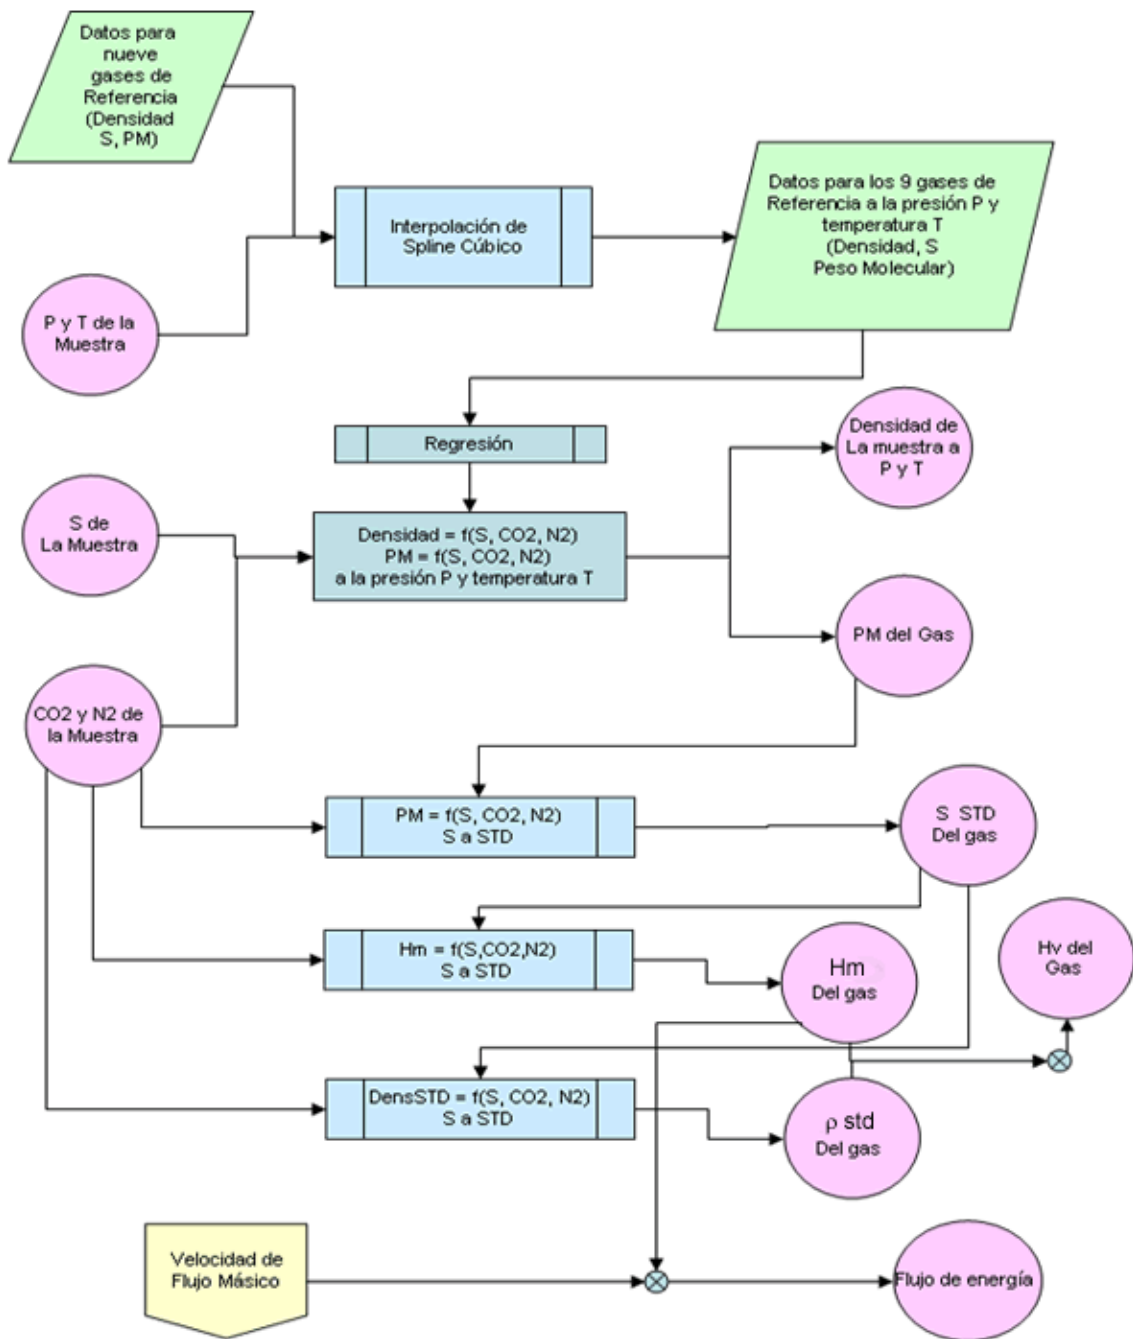 Datos para
nueve
gases de
Referencia
(Densidad
S, PM)
Interpolación de
Spline Cúbico
Datos para los 9 gases de
Referencia a la presión P y
temperatura T
(Densidad, S
Peso Molecular)
P y T de la
Muestra
Regresión
Densidad de
La muestra a
P y T
S de
La Muestra
Densidad = f(S, CO2, N2)
PM = f(S, CO2, N2)
a la presión P y temperatura T
PM del Gas
CO2 y N2 de
la Muestra
PM = f(S, CO2, N2)
S a STD
S STD
Del gas
Hm = f(S,CO2,N2)
S a STD
Hm
Del gas
Hv del
Gas
DensSTD = f(S, CO2, N2)
S a STD
ρ std
Del gas
Velocidad de
Flujo Másico
Flujo de energía